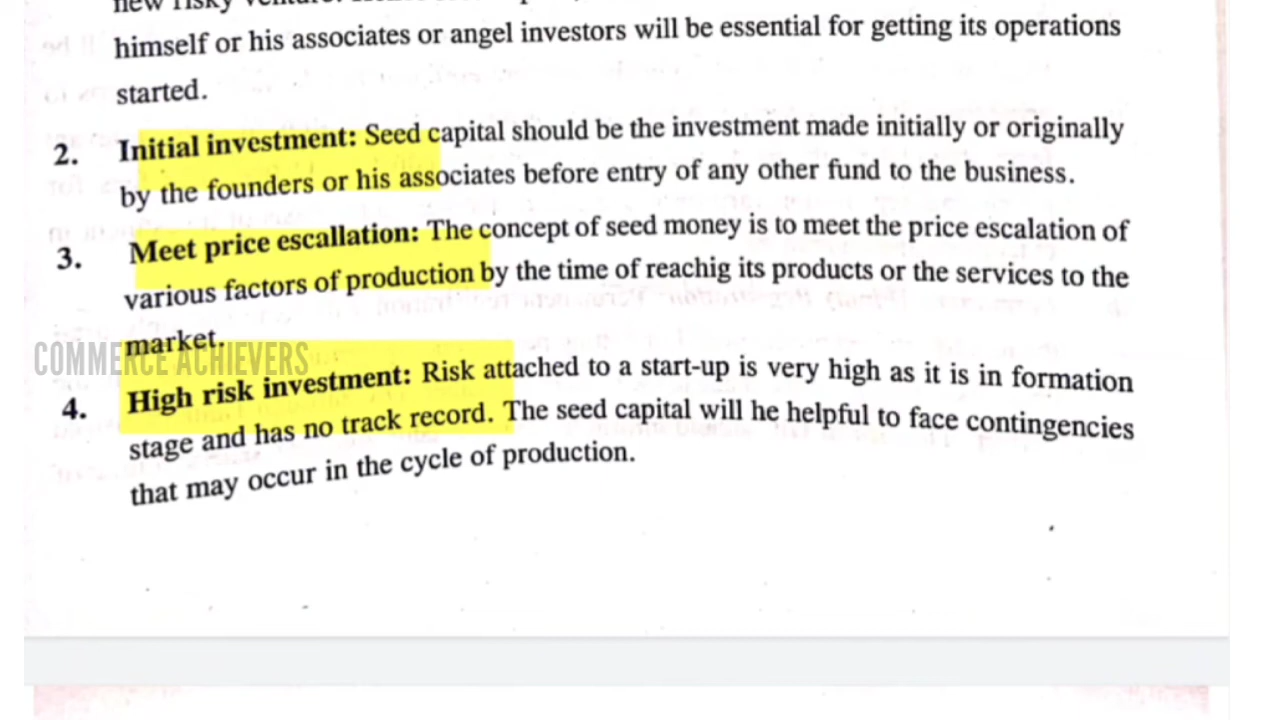 himself or his associates or angel investors will be essential for getting its operations
started.
2. Initial investment: Seed capital should be the investment made initially or originally
by the founders or his associates before entry of any other fund to the business.
3. Meet price escallation: The concept of seed money is to meet the price escalation of
various factors of production by the time of reachig its products or the services to the
market.
COMMERCE ACHIEVERS
4. High risk investment: Risk attached to a start-up is very high as it is in formation
stage and has no track record. The seed capital will he helpful to face contingencies
that may occur in the cycle of production.